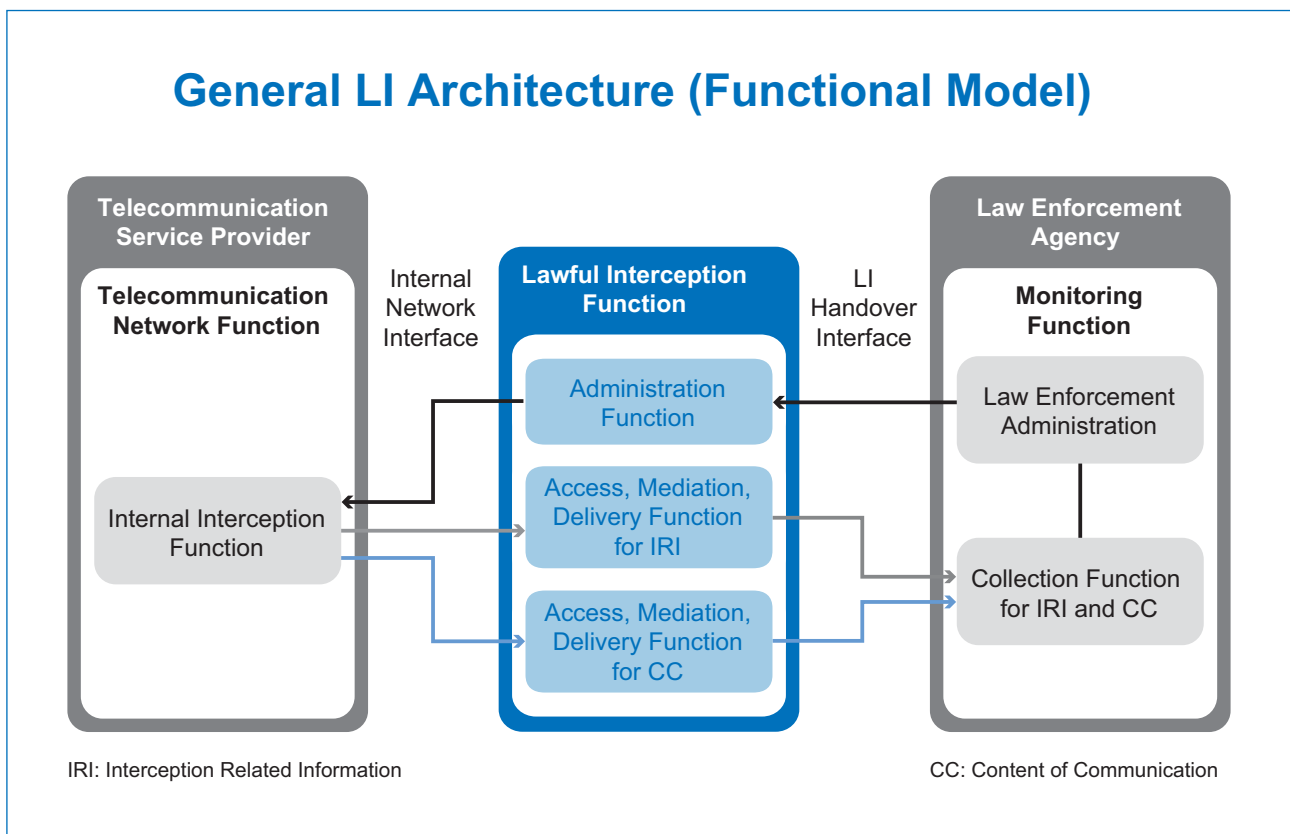 General LI Architecture (Functional Model)
Telecommunication
Service Provider
Telecommunication
Network Function
Internal Interception
Function
Internal
Network
Interface
Lawful Interception
Function
Administration
Function
Access, Mediation,
Delivery Function
for IRI
Access, Mediation,
Delivery Function
for CC
LI
Handover
Interface
Law Enforcement
Agency
Monitoring
Function
Law Enforcement
Administration
Collection Function
for IRI and CC
IRI: Interception Related Information
CC: Content of Communication